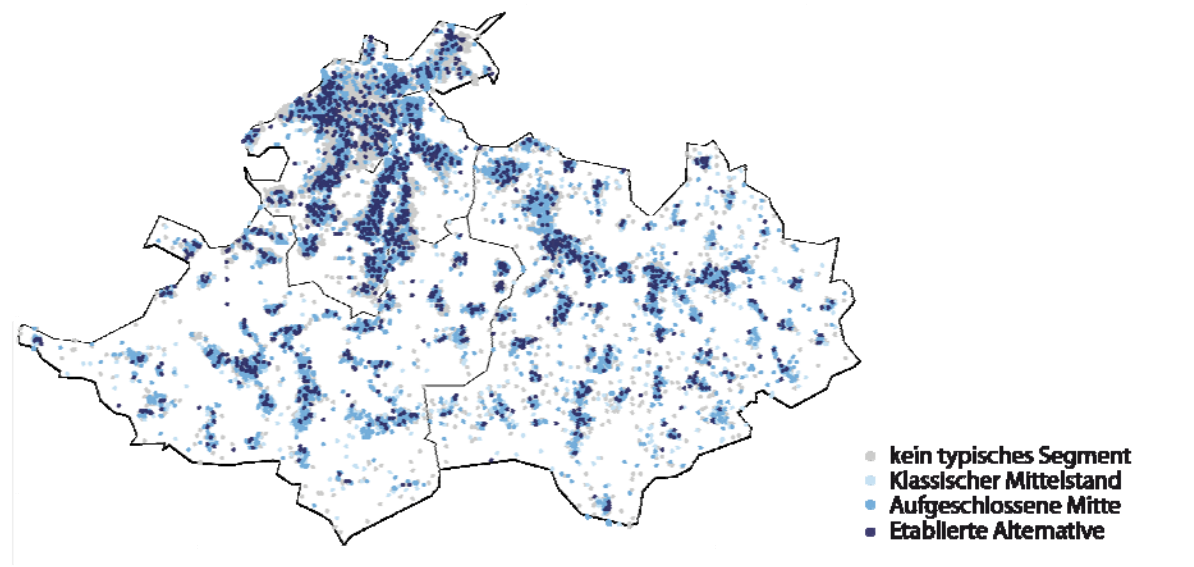 kein typisches Segment
Klassischer Mittelstand
Aufgeschlossene Mitte
Etablierte Alternative